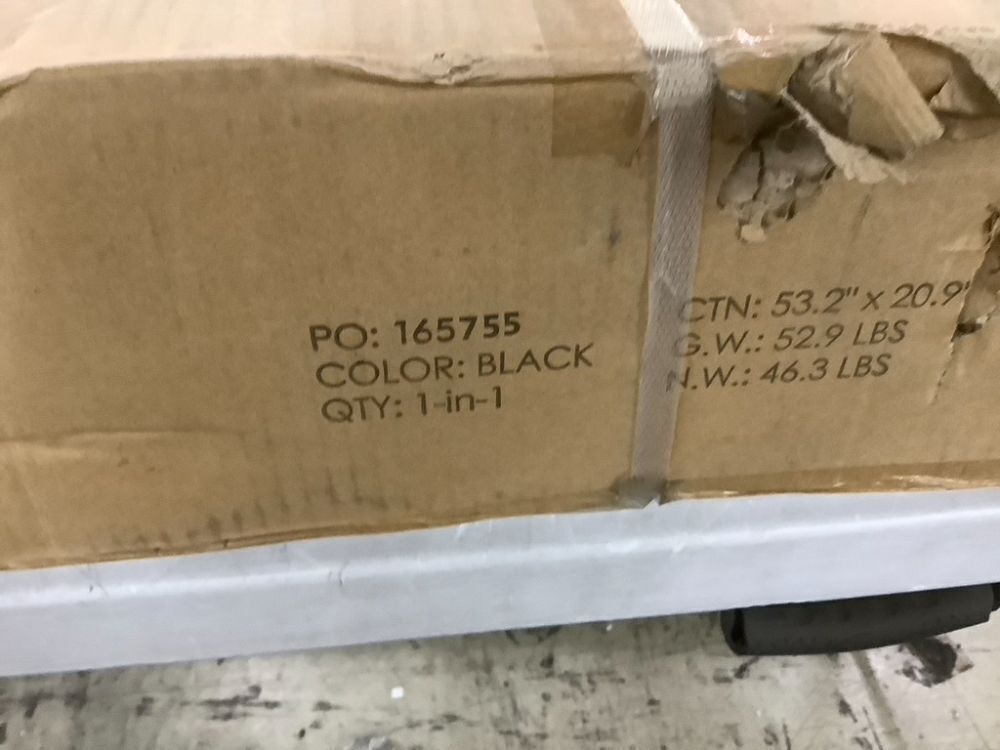 PO: 165755
COLOR: BLACK
QTY: 1-in-1
CTN: 53.2" x 20.9"
G.W.: 52.9 LBS
N.W.: 46.3 LBS